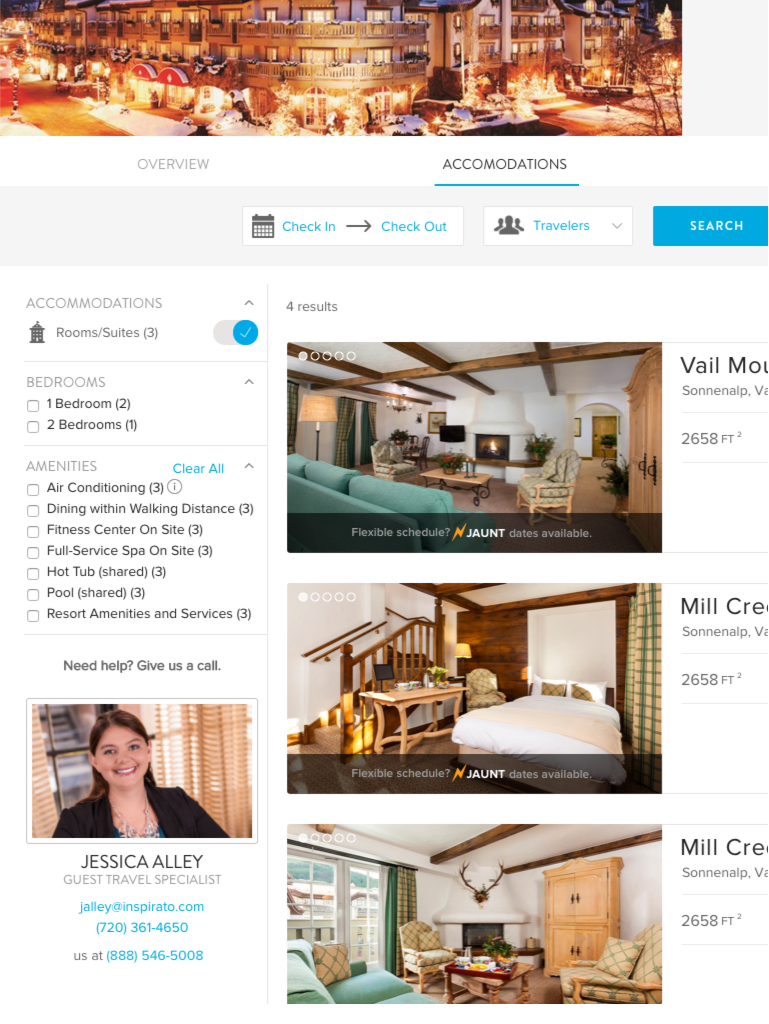 OVERVIEW
ACCOMODATIONS
Check In
Check Out
Travelers
SEARCH
ACCOMMODATIONS
Rooms/Suites (3)
BEDROOMS
1 Bedroom (2)
2 Bedrooms (1)
AMENITIES
Clear All
Air Conditioning (3)
Dining within Walking Distance (3)
Fitness Center On Site (3)
Full-Service Spa On Site (3)
Hot Tub (shared) (3)
Pool (shared) (3)
Resort Amenities and Services (3)
Need help? Give us a call.
JESSICA ALLEY
GUEST TRAVEL SPECIALIST
jalley@inspirato.com
(720) 361-4650
us at (888) 546-5008
4 results
Flexible schedule? JAUNT dates available.
Vail Mou
Sonnenalp, Va
2658 FT 2
Flexible schedule? JAUNT dates available.
Mill Cree
Sonnenalp, Va
2658 FT 2
Mill Cree
Sonnenalp, Va
2658 FT 2